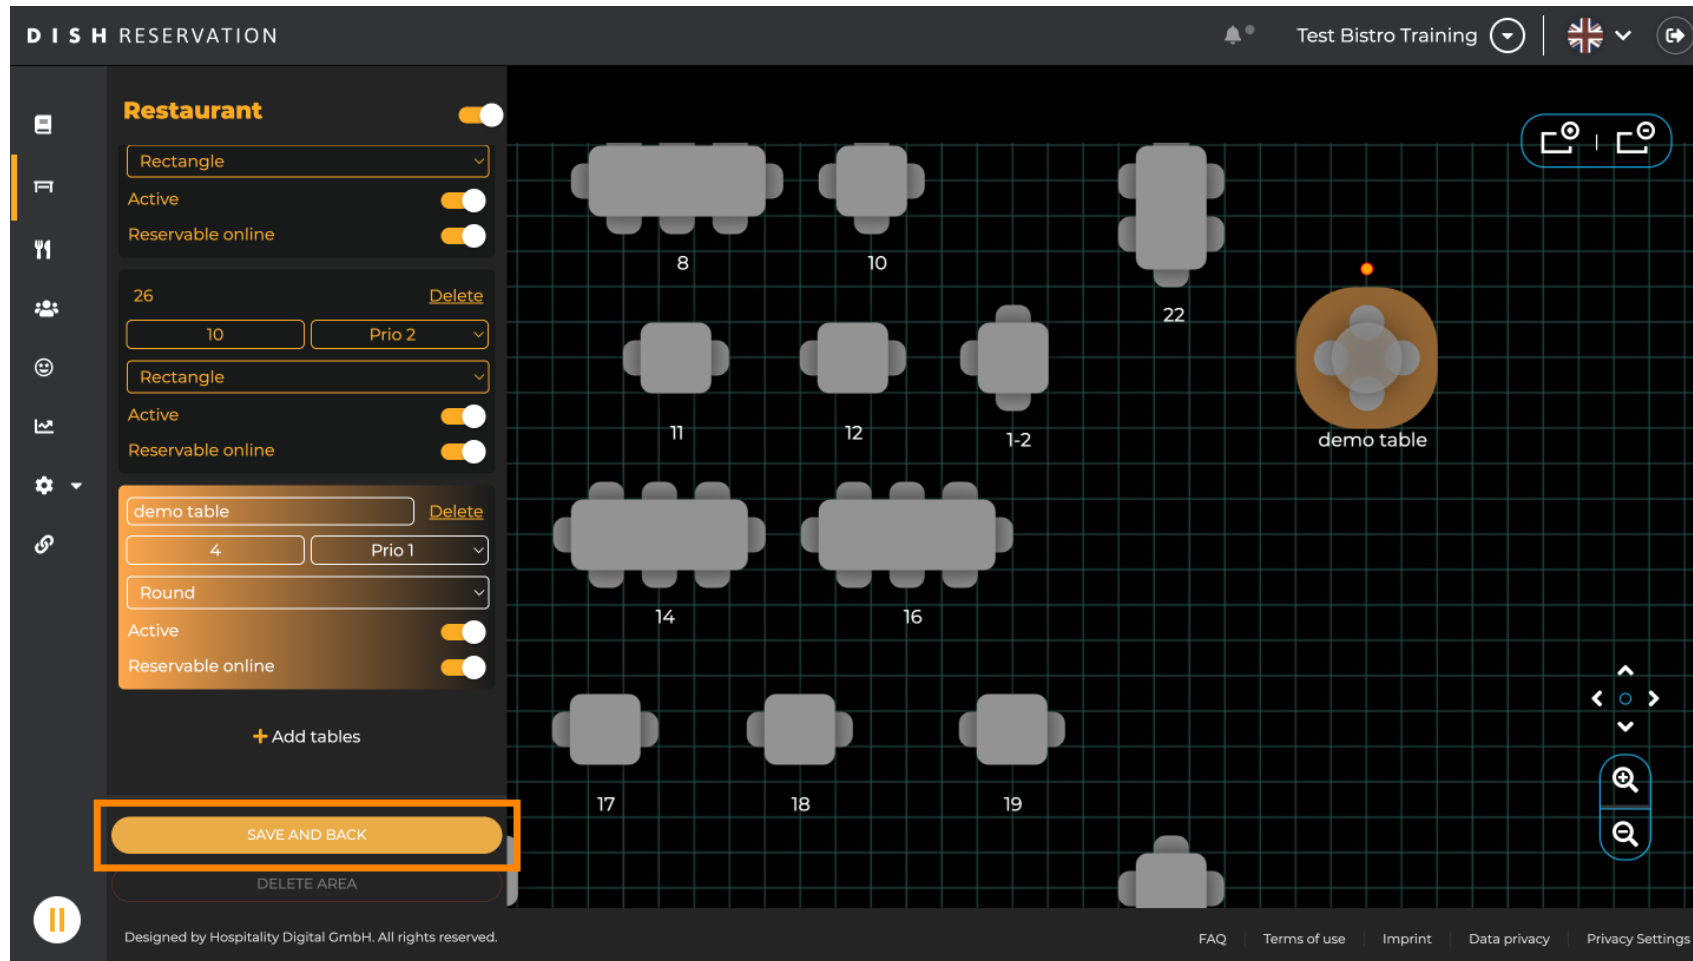 DISH RESERVATION
Test Bistro Training
Restaurant
Rectangle
Active
Reservable online
26
Delete
10
Prio 2
Rectangle
Active
Reservable online
demo table
Delete
4
Prio 1
Round
Active
Reservable online
+ Add tables
SAVE AND BACK
DELETE AREA
8
10
22
11
12
1-2
demo table
14
16
17
18
19
Designed by Hospitality Digital GmbH. All rights reserved.
FAQ
Terms of use
Imprint
Data privacy
Privacy Settings